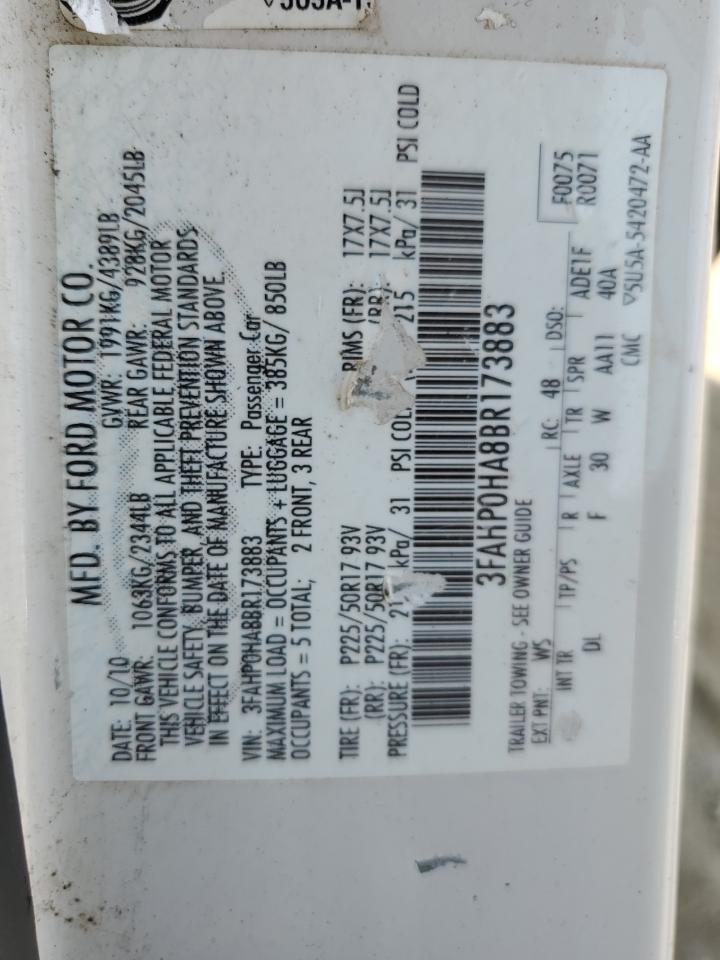 5U5A-1
MFD. BY FORD MOTOR CO.
DATE: 10/10 GVWR: 1991KG/4389LB
FRONT GAWR: 1063KG/2344LB REAR GAWR: 928KG/2045LB
THIS VEHICLE CONFORMS TO ALL APPLICABLE FEDERAL MOTOR
VEHICLE SAFETY, BUMPER, AND THEFT PREVENTION STANDARDS
IN EFFECT ON THE DATE OF MANUFACTURE SHOWN ABOVE.
VIN: 3FAHP0HA8BR173883 TYPE: Passenger Car
MAXIMUM LOAD = OCCUPANTS + LUGGAGE = 385KG/ 850LB
OCCUPANTS = 5 TOTAL; 2 FRONT, 3 REAR
TIRE (FR): P225/50R17 93V RIMS (FR): 17X7.5J
(RR): P225/50R17 93V (RR): 17X7.5J
PRESSURE (FR): 21 kPa/ 31 PSI COL 215 kPa/ 31 PSI COLD
3FAHP0HA8BR173883
TRAILER TOWING - SEE OWNER GUIDE F0075
EXT PNT: WS RC: 48 DSO: R0071
INT TR TP/PS R AXLE TR SPR ADE1F
DL F 30 W AA11 40A
CMC ▽5U5A-5420472-AA